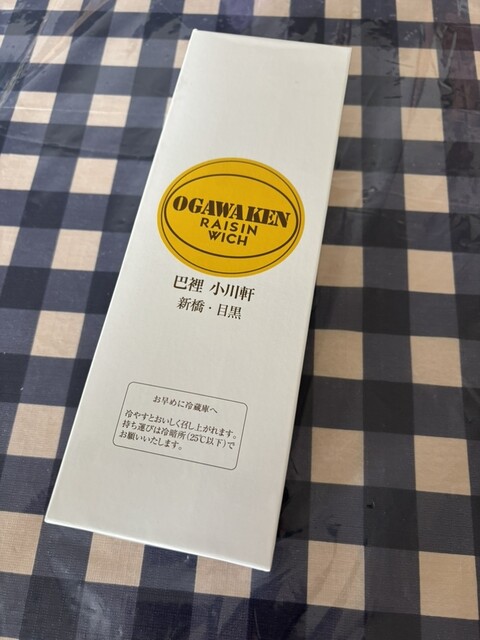 OGAWAKEN
RAISIN
WICH
巴裡 小川軒
新橋・目黒
お早めに冷蔵庫へ
冷やすとおいしく召し上がれます。
持ち運びは冷暗所(25℃以下)で
お願いいたします。